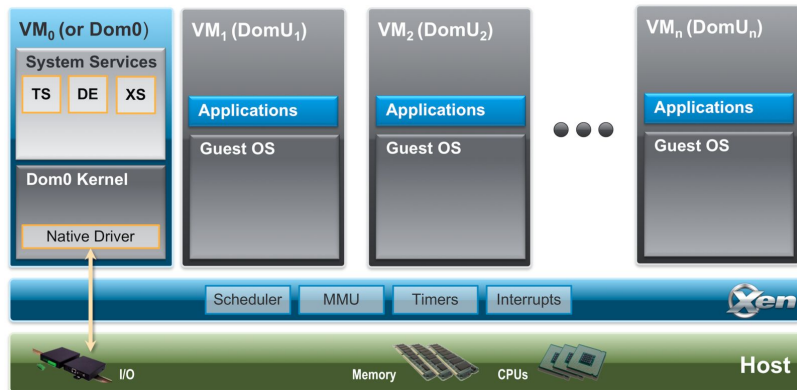 VM0 (or Dom0)
System Services
TS DE XS
Dom0 Kernel
Native Driver
VM1 (DomU1)
Applications
Guest OS
VM2 (DomU2)
Applications
Guest OS
VMn (DomUn)
Applications
Guest OS
Scheduler MMU Timers Interrupts
Xen
I/O Memory CPUs Host